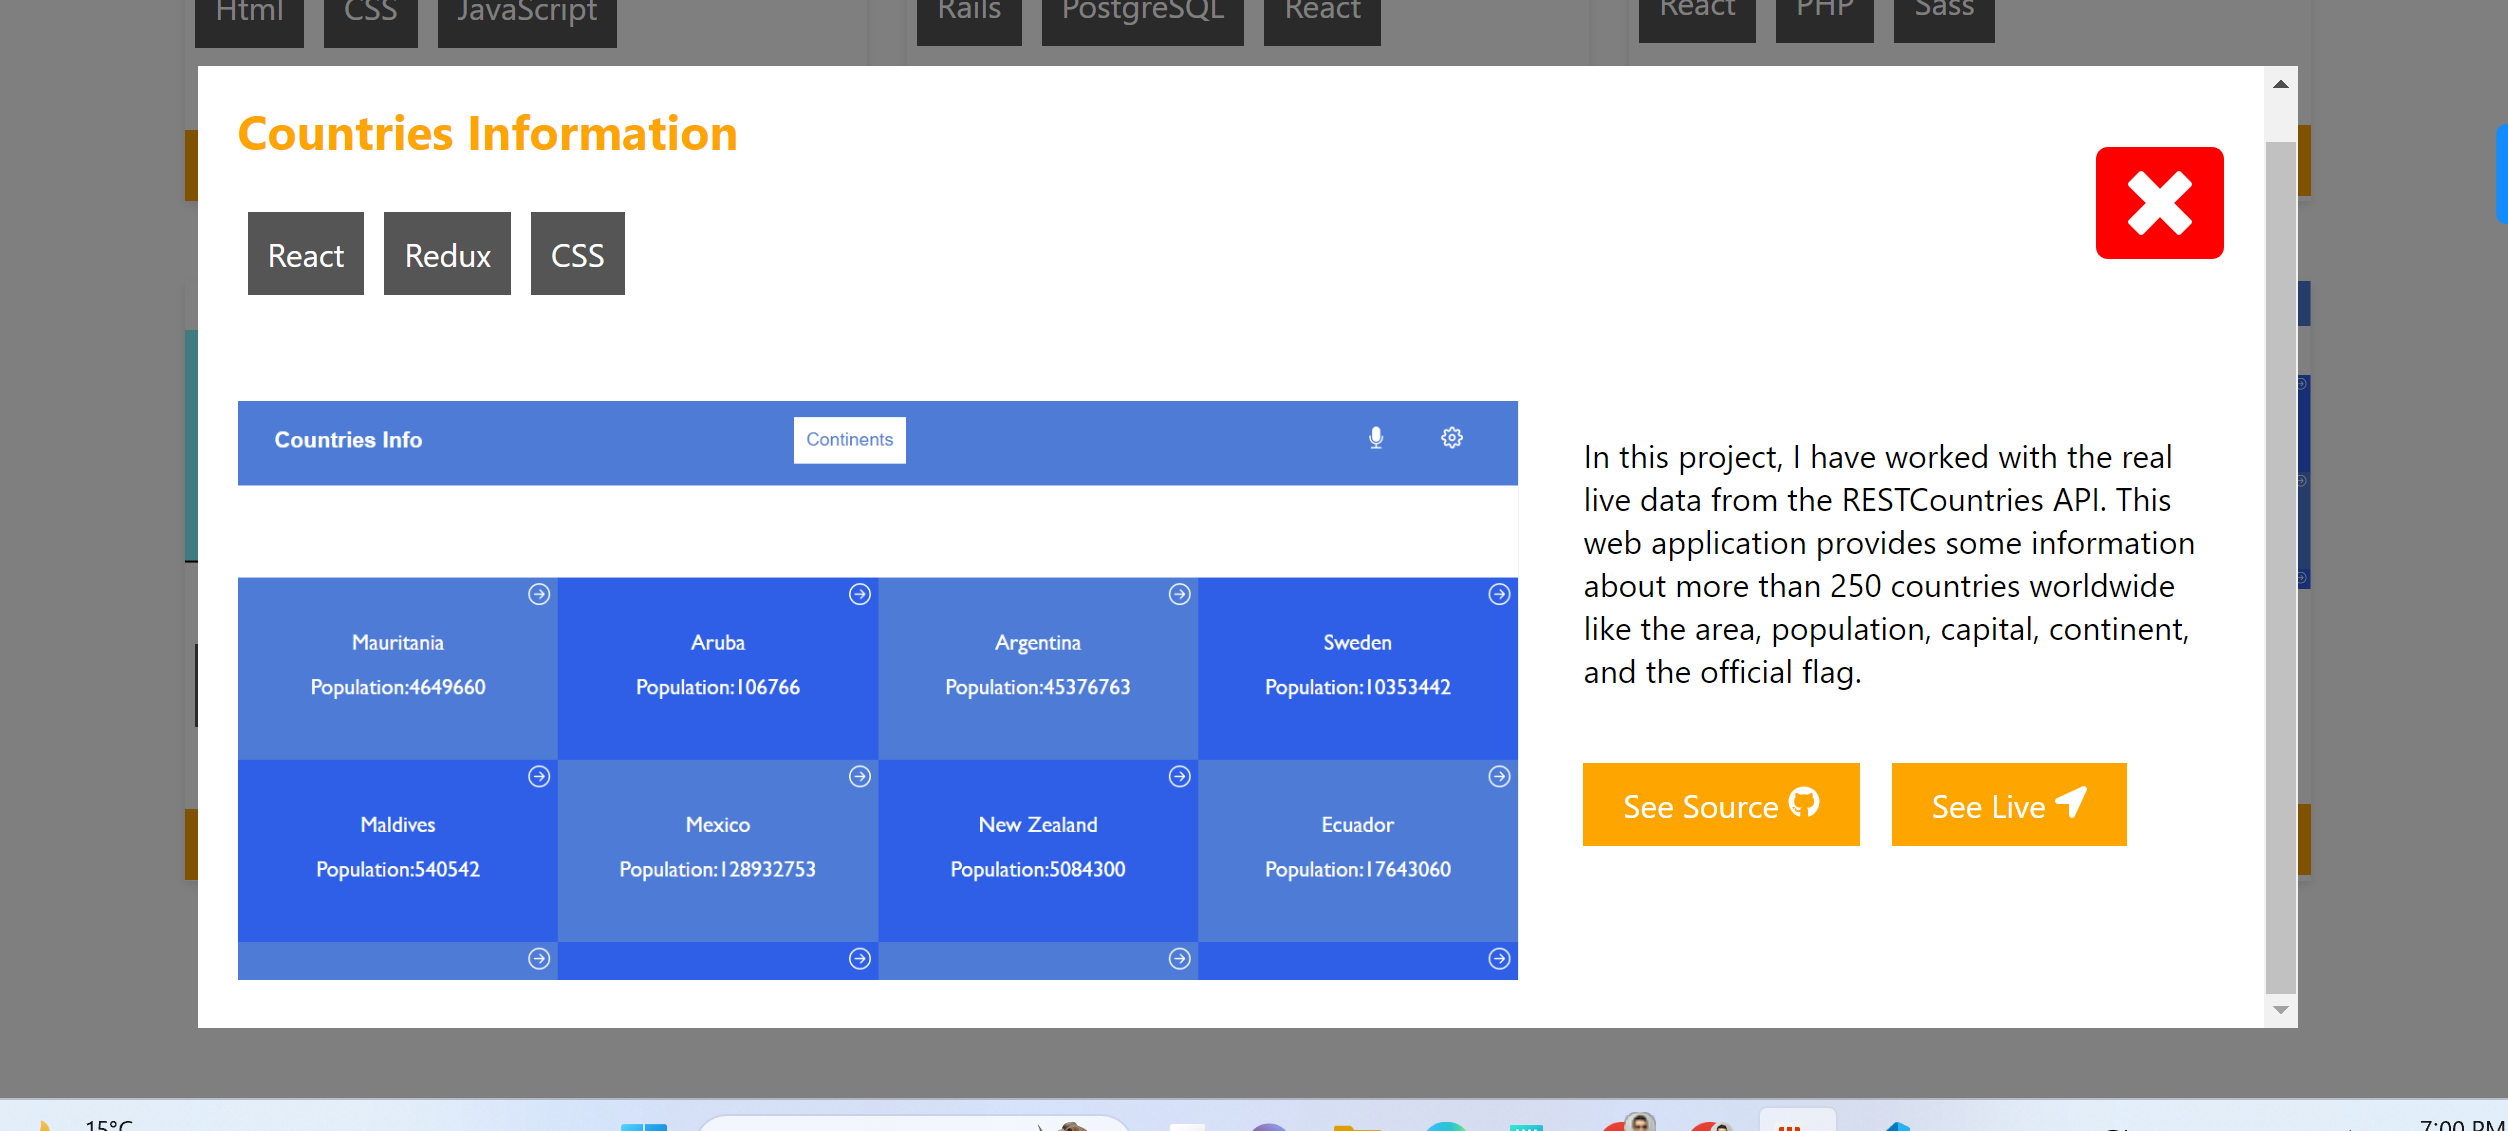 Html CSS JavaScript Rails PostgreSQL React React PHP Sass
Countries Information
React Redux CSS
Countries Info Continents
Mauritania Aruba Argentina Sweden
Population:4649660 Population:106766 Population:45376763 Population:10353442
Maldives Mexico New Zealand Ecuador
Population:540542 Population:128932753 Population:5084300 Population:17643060
In this project, I have worked with the real
live data from the RESTCountries API. This
web application provides some information
about more than 250 countries worldwide
like the area, population, capital, continent,
and the official flag.
See Source See Live
15°C 7:00 PM